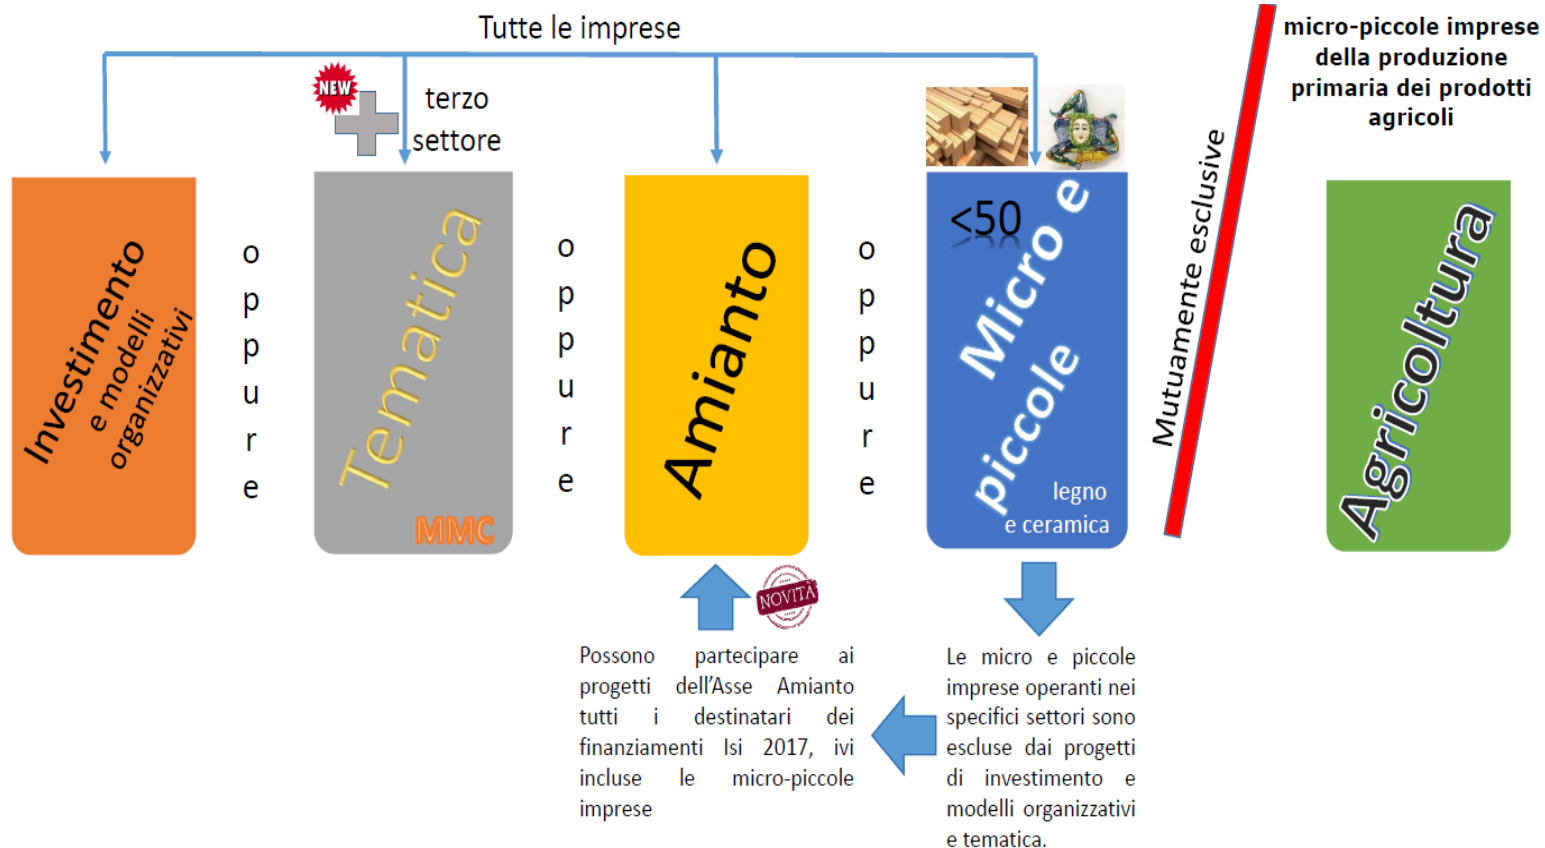 Tutte le imprese
micro-piccole imprese
della produzione
primaria dei prodotti
agricoli
NEW
terzo
settore
Investimento
e modelli
organizzativi
oppure
Tematica
MMC
oppure
Amianto
oppure
<50
Micro e
piccole
legno
e ceramica
Mutuamente esclusive
Agricoltura
NOVITÀ
Possono partecipare ai
progetti dell'Asse Amianto
tutti i destinatari dei
finanziamenti Isi 2017, ivi
incluse le micro-piccole
imprese
Le micro e piccole
imprese operanti nei
specifici settori sono
escluse dai progetti
di investimento e
modelli organizzativi
e tematica.